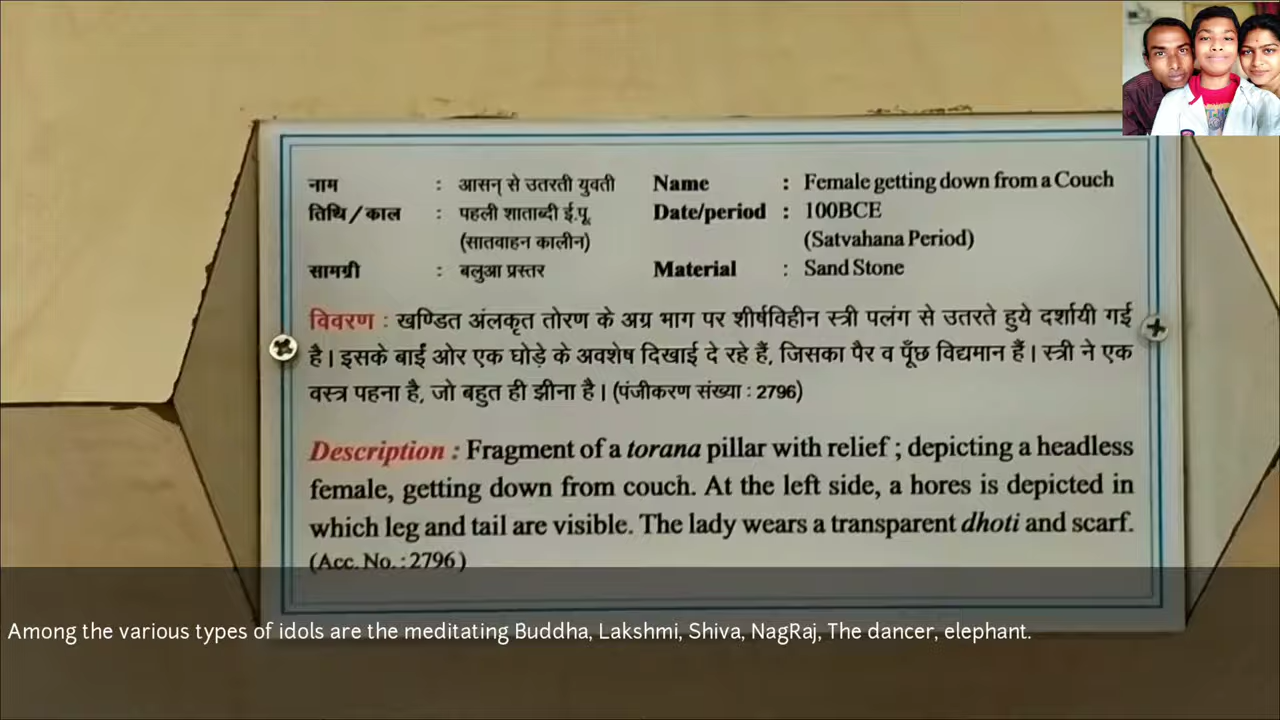 नाम : आसन् से उतरती युवती
तिथि / काल : पहली शाताब्दी ई.पू.
(सातवाहन कालीन)
सामग्री : बलुआ प्रस्तर
Name : Female getting down from a Couch
Date/period : 100BCE
(Satvahana Period)
Material : Sand Stone
विवरण : खण्डित अंलकृत तोरण के अग्र भाग पर शीर्षविहीन स्त्री पलंग से उतरते हुये दर्शायी गई
है। इसके बाईं ओर एक घोड़े के अवशेष दिखाई दे रहे हैं, जिसका पैर व पूँछ विद्यमान हैं। स्त्री ने एक
वस्त्र पहना है, जो बहुत ही झीना है। (पंजीकरण संख्या : 2796)
Description : Fragment of a torana pillar with relief ; depicting a headless
female, getting down from couch. At the left side, a hores is depicted in
which leg and tail are visible. The lady wears a transparent dhoti and scarf.
(Acc. No. : 2796)
Among the various types of idols are the meditating Buddha, Lakshmi, Shiva, NagRaj, The dancer, elephant.